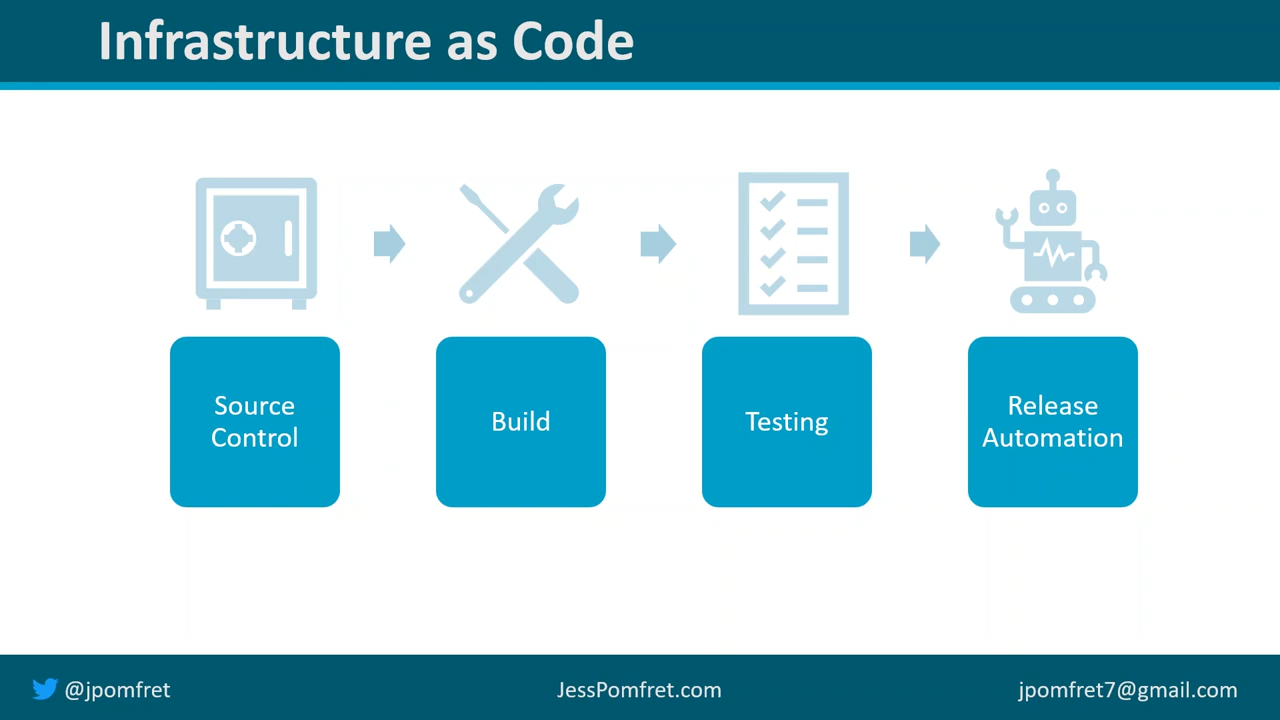 Infrastructure as Code
Source
Control
Build
Testing
Release
Automation
@jpomfret
JessPomfret.com
jpomfret7@gmail.com